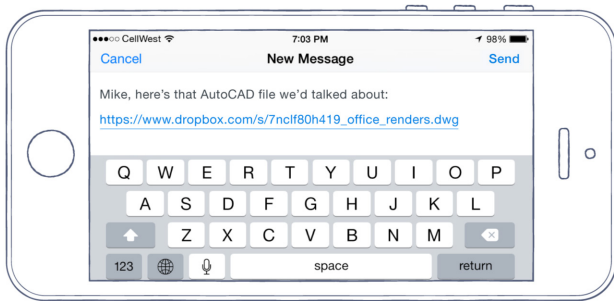 CellWest 7:03 PM 98%
Cancel New Message Send
Mike, here's that AutoCAD file we'd talked about:
https://www.dropbox.com/s/7nclf80h419_office_renders.dwg
Q W E R T Y U I O P
A S D F G H J K L
Z X C V B N M
123 space return